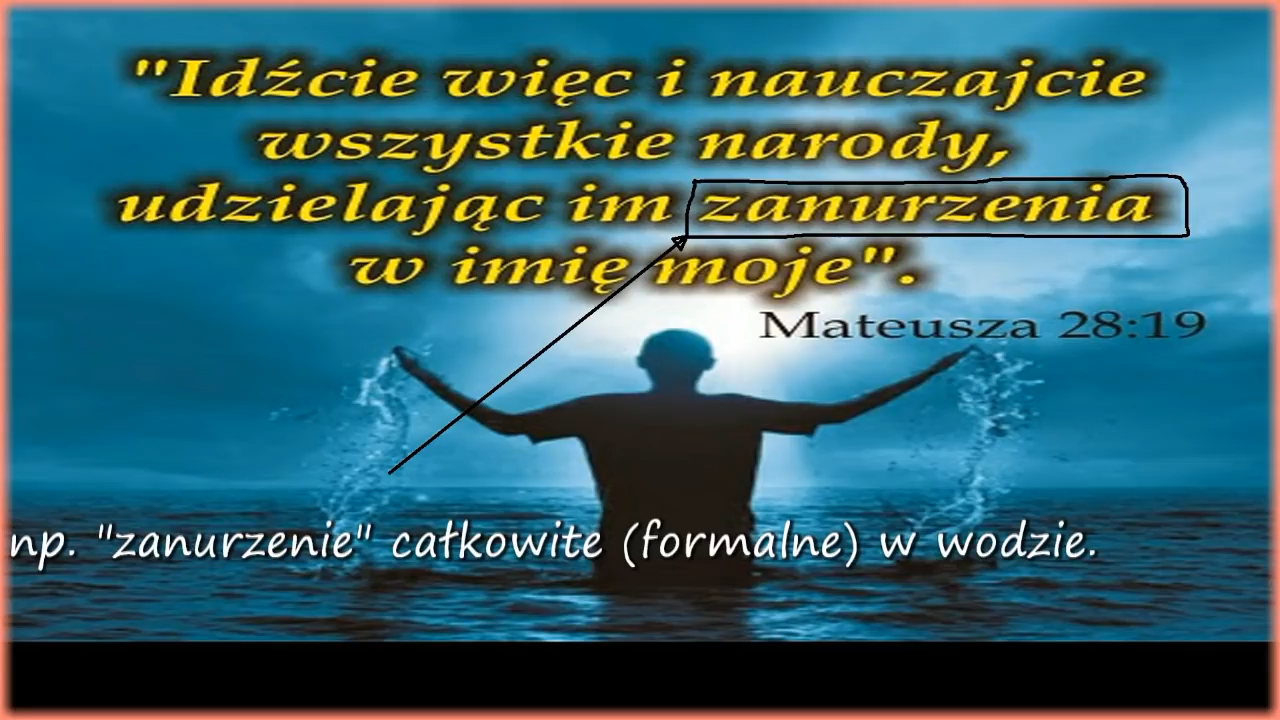 "Idźcie więc i nauczajcie
wszystkie narody,
udzielając im zanurzenia
w imię moje".
Mateusza 28:19
np. "zanurzenie" całkowite (formalne) w wodzie.